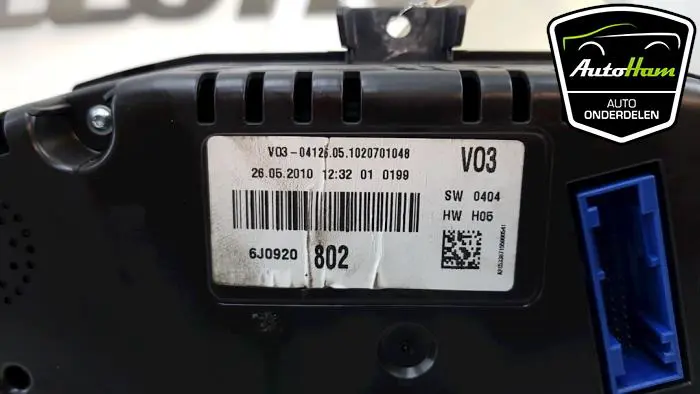 AutoHam
AUTO
ONDERDELEN
V03-04126.05.1020701048
26.05.2010 12:32 01 0199
V03
SW 0404
HW H05
6J0920 802